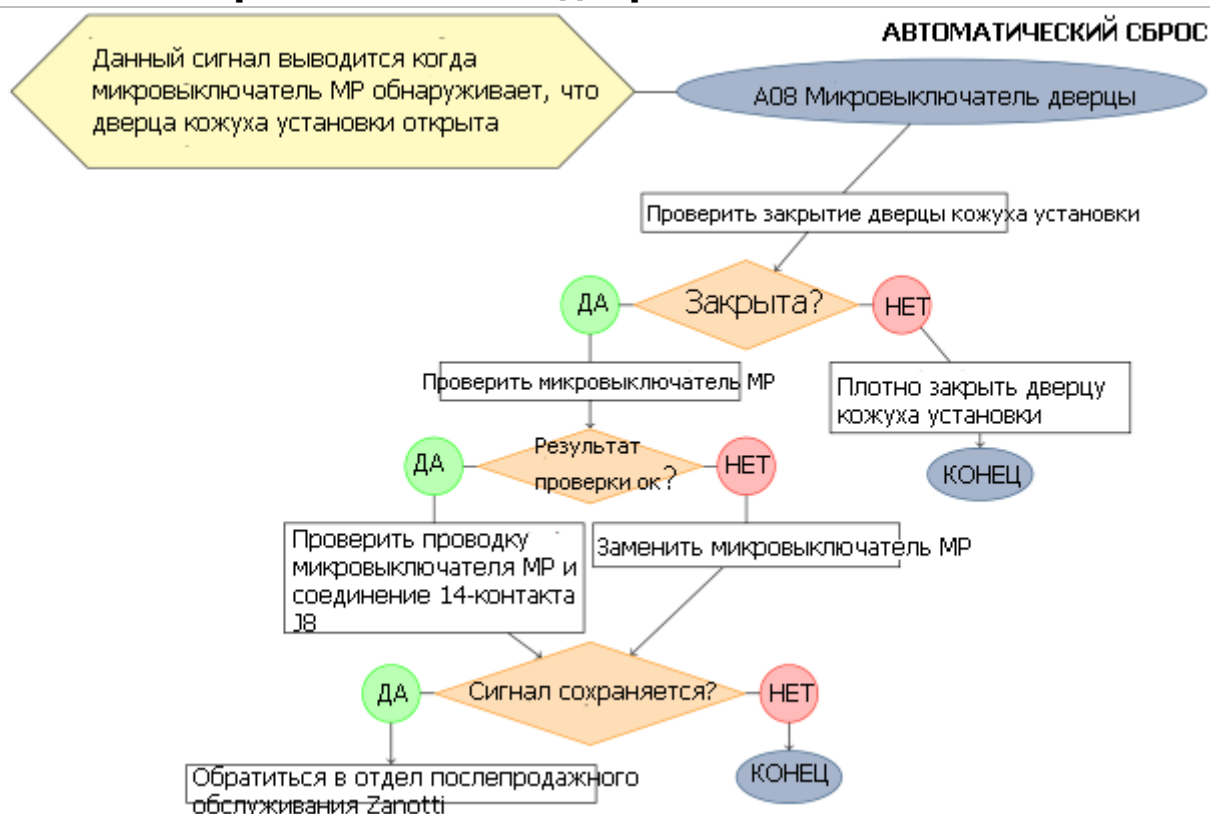 АВТОМАТИЧЕСКИЙ СБРОС
Данный сигнал выводится когда
микровыключатель МР обнаруживает, что
дверца кожуха установки открыта
А08 Микровыключатель дверцы
Проверить закрытие дверцы кожуха установки
Закрыта?
ДА
НЕТ
Проверить микровыключатель МР
Плотно закрыть дверцу
кожуха установки
КОНЕЦ
Результат
проверки ок?
ДА
НЕТ
Проверить проводку
микровыключателя МР и
соединение 14-контакта
J8
Заменить микровыключатель МР
Сигнал сохраняется?
ДА
НЕТ
КОНЕЦ
Обратиться в отдел послепродажного
обслуживания Zanotti